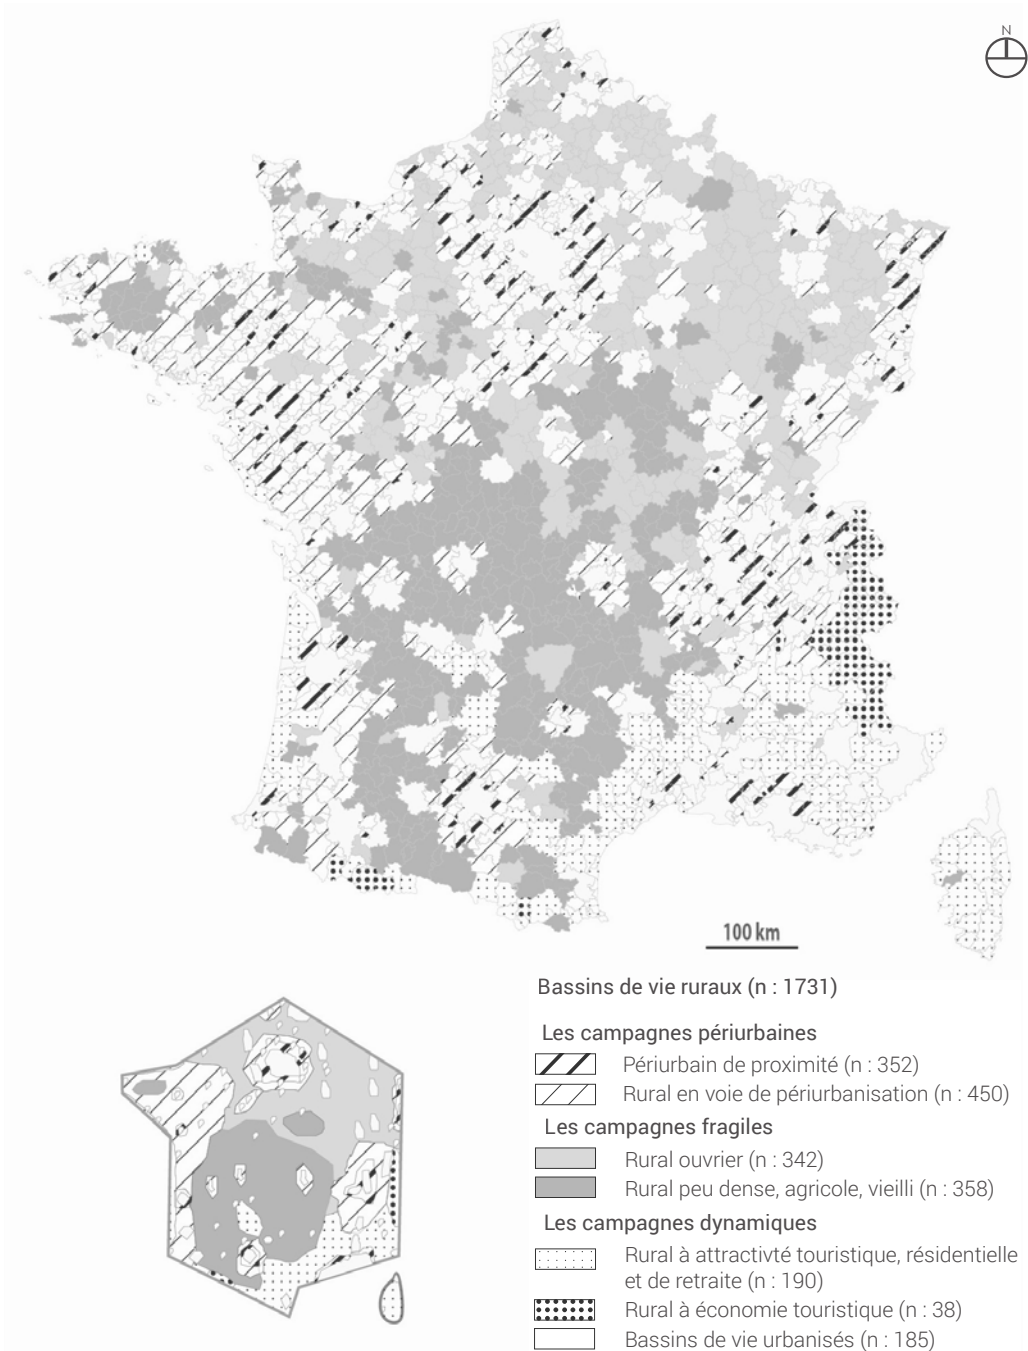 N
100 km
Bassins de vie ruraux (n : 1731)
Les campagnes périurbaines
Périurbain de proximité (n : 352)
Rural en voie de périurbanisation (n : 450)
Les campagnes fragiles
Rural ouvrier (n : 342)
Rural peu dense, agricole, vieilli (n : 358)
Les campagnes dynamiques
Rural à attractivté touristique, résidentielle
et de retraite (n : 190)
Rural à économie touristique (n : 38)
Bassins de vie urbanisés (n : 185)